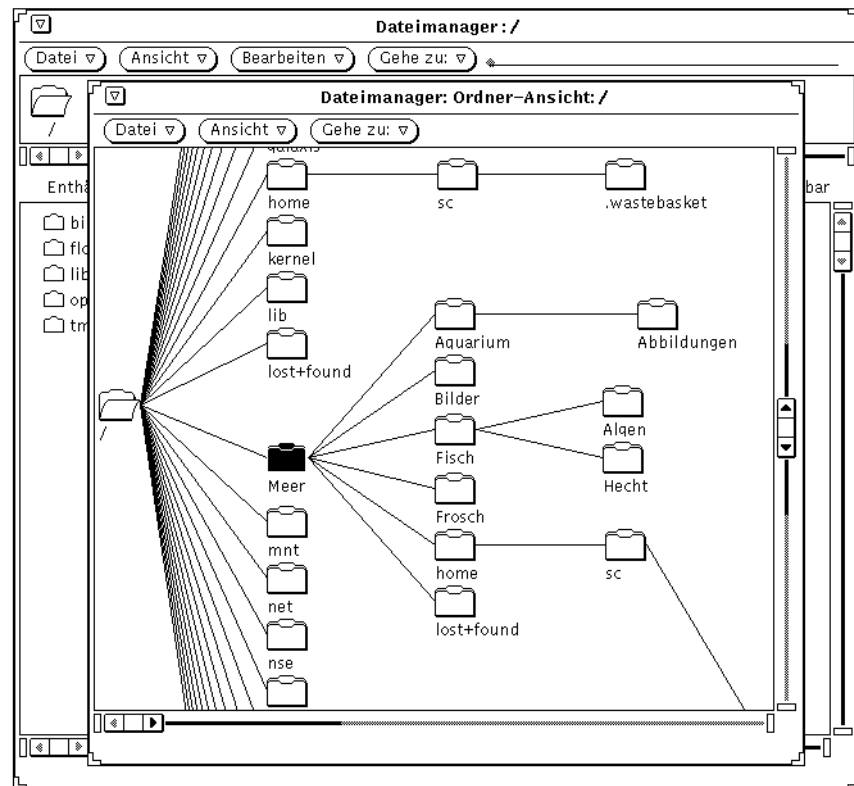 Dateimanager : /
Datei Ansicht Bearbeiten Gehe zu:
Dateimanager: Ordner-Ansicht: /
/
Datei Ansicht Gehe zu:
home sc .wastebasket
kernel
lib
Aquarium Abbildungen
lost+found
Bilder
Algen
/
Fisch
Meer Hecht
Frosch
mnt
home sc
net
lost+found
nse
Enthä bar
bi
flo
lib
op
tm